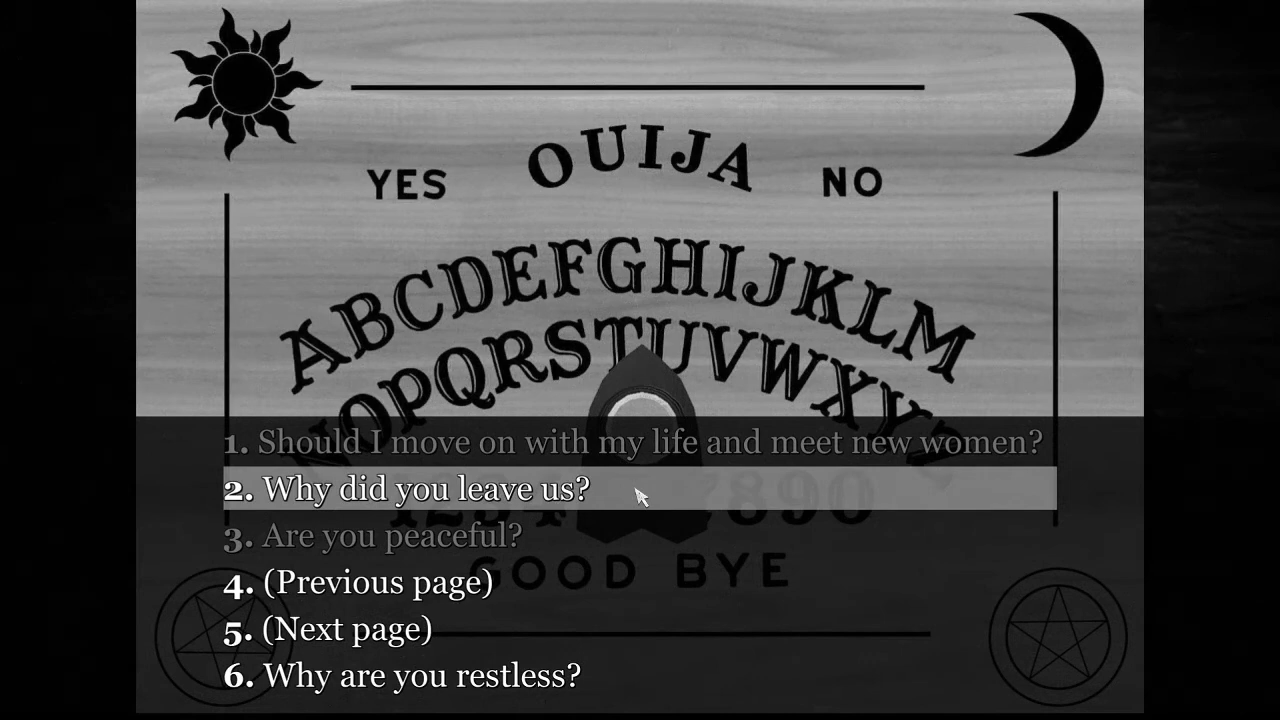 OUIJA
YES NO
ABCDEFGHIJKLM
NOPQRSTUVWXYZ
1. Should I move on with my life and meet new women?
2. Why did you leave us?
890
3. Are you peaceful?
GOOD BYE
4. (Previous page)
5. (Next page)
6. Why are you restless?